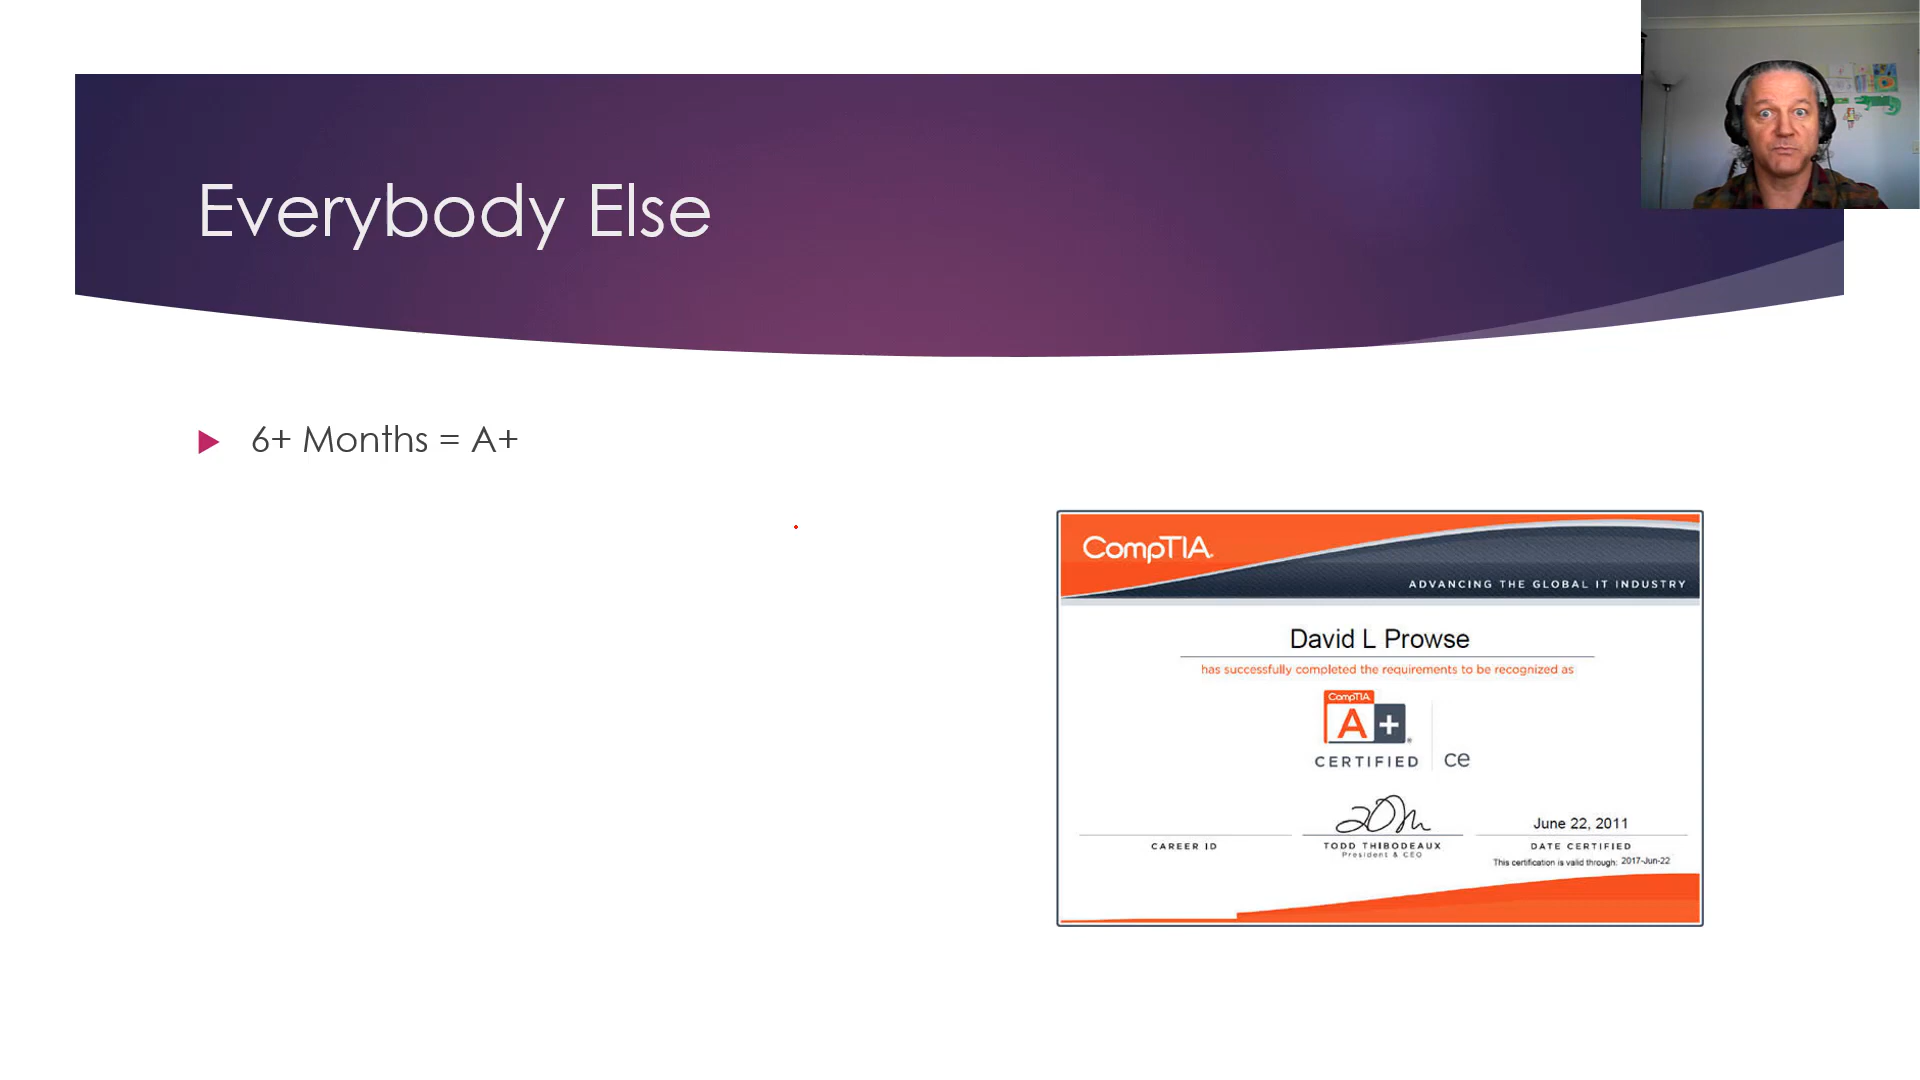 Everybody Else
6+ Months = A+
CompTIA.
ADVANCING THE GLOBAL IT INDUSTRY
David L Prowse
has successfully completed the requirements to be recognized as
CompTIA.
A+
CERTIFIED ce
June 22, 2011
CAREER ID TODD THIBODEAUX DATE CERTIFIED
President & CEO
This certification is valid through: 2017-Jun-22